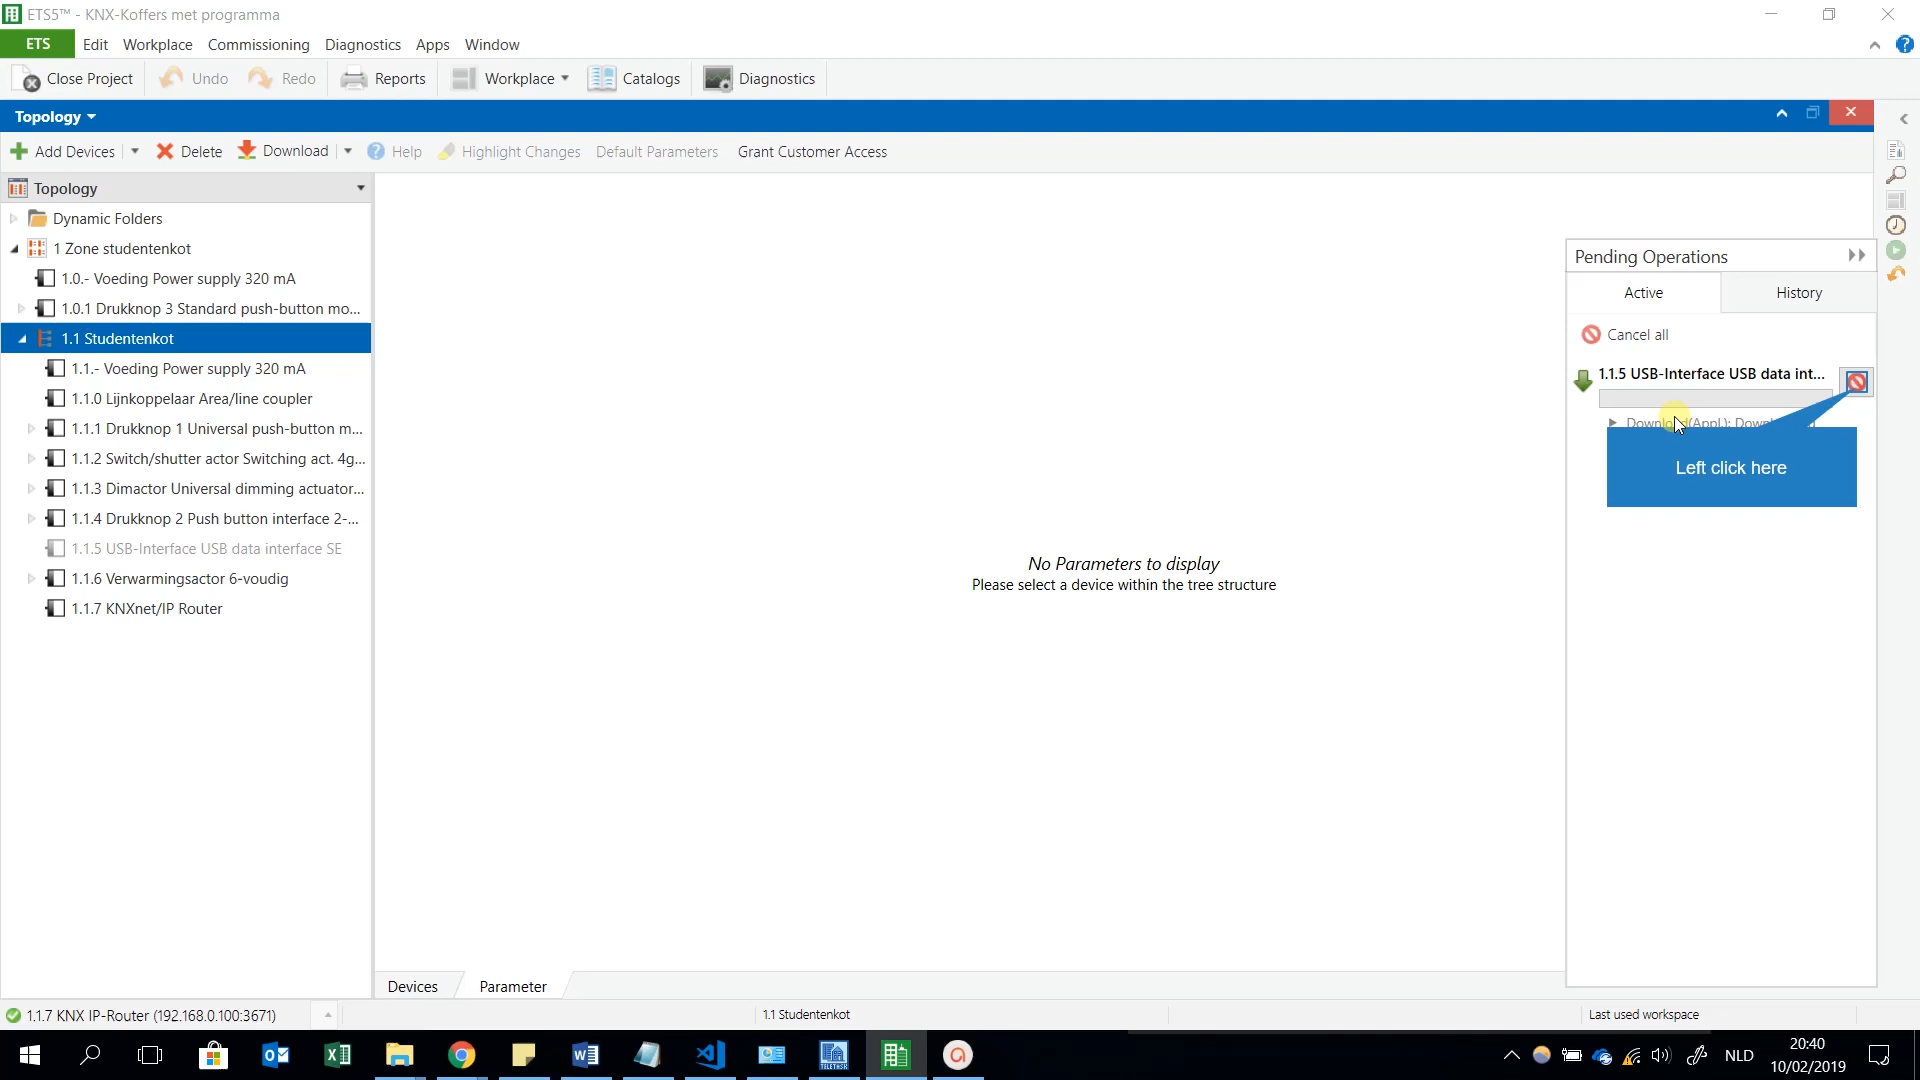 ETS5™ - KNX-Koffers met programma
ETS Edit Workplace Commissioning Diagnostics Apps Window
Close Project Undo Redo Reports Workplace Catalogs Diagnostics
Topology
Add Devices Delete Download Help Highlight Changes Default Parameters Grant Customer Access
Topology
Dynamic Folders
1 Zone studentenkot
1.0.- Voeding Power supply 320 mA
1.0.1 Drukknop 3 Standard push-button mo...
1.1 Studentenkot
1.1.- Voeding Power supply 320 mA
1.1.0 Lijnkoppelaar Area/line coupler
1.1.1 Drukknop 1 Universal push-button m...
1.1.2 Switch/shutter actor Switching act. 4g...
1.1.3 Dimactor Universal dimming actuator...
1.1.4 Drukknop 2 Push button interface 2-...
1.1.5 USB-Interface USB data interface SE
1.1.6 Verwarmingsactor 6-voudig
1.1.7 KNXnet/IP Router
No Parameters to display
Please select a device within the tree structure
Pending Operations
Active History
Cancel all
1.1.5 USB-Interface USB data int...
Download(Appl.):
Left click here
Devices Parameter
1.1.7 KNX IP-Router (192.168.0.100:3671) 1.1 Studentenkot Last used workspace
TELETASK
NLD
20:40
10/02/2019